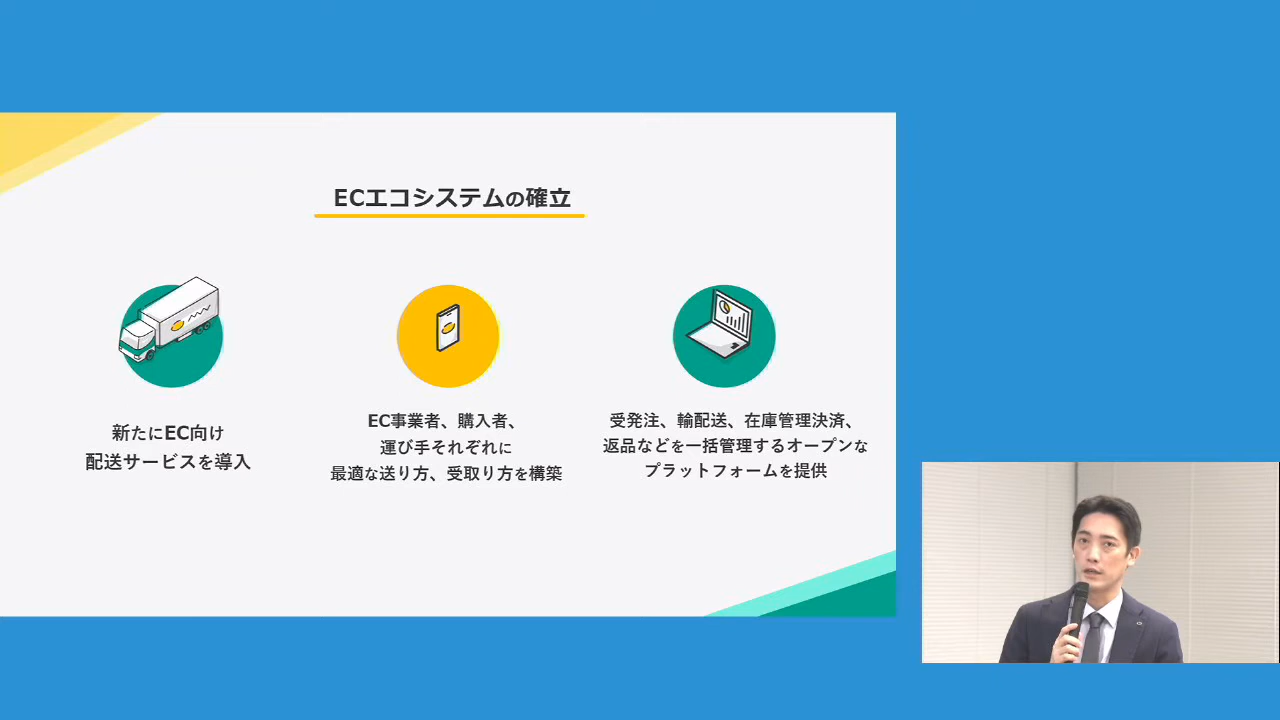 ECエコシステムの確立
新たにEC向け
配送サービスを導入
EC事業者、購入者、
運び手それぞれに
最適な送り方、受取り方を構築
受発注、輸配送、在庫管理決済、
返品などを一括管理するオープンな
プラットフォームを提供